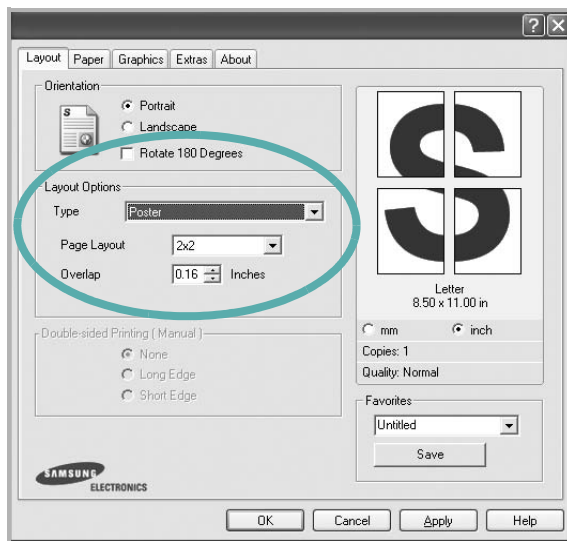 Layout Paper Graphics Extras About
Orientation
S
Portrait
Landscape
Rotate 180 Degrees
Layout Options
Type Poster
Page Layout 2x2
Overlap 0.16 Inches
Double-sided Printing ( Manual )
None
Long Edge
Short Edge
SAMSUNG
ELECTRONICS
S
Letter
8.50 x 11.00 in
mm inch
Copies: 1
Quality: Normal
Favorites
Untitled
Save
OK Cancel Apply Help